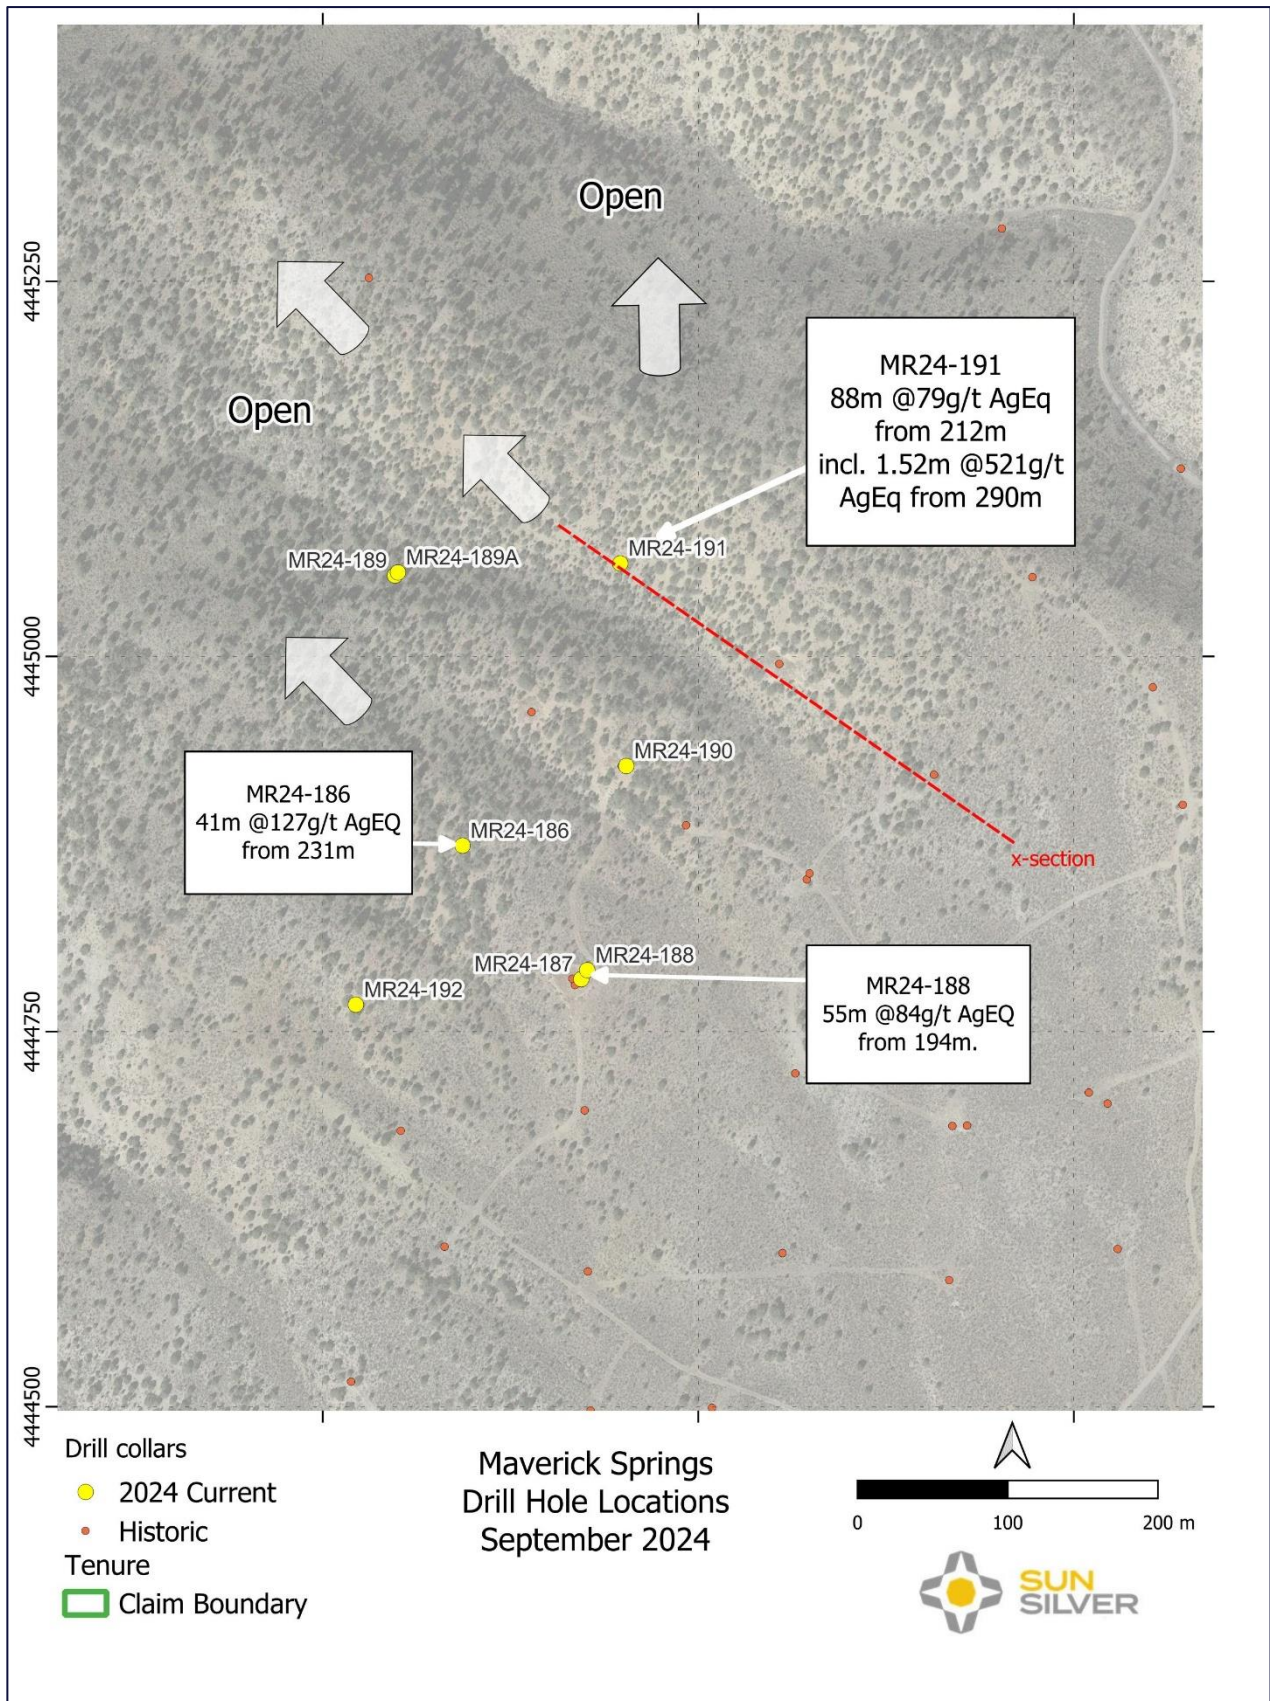 Open
4445250
MR24-191
88m @79g/t AgEq
from 212m
incl. 1.52m @521g/t
AgEq from 290m
Open
MR24-191
MR24-189
MR24-189A
4445000
MR24-190
MR24-186
41m @127g/t AgEQ
from 231m
MR24-186
x-section
MR24-187
MR24-188
MR24-188
55m @84g/t AgEQ
from 194m.
MR24-192
4444750
4444500
Drill collars
2024 Current
Historic
Tenure
Claim Boundary
Maverick Springs
Drill Hole Locations
September 2024
0 100 200 m
SUN
SILVER